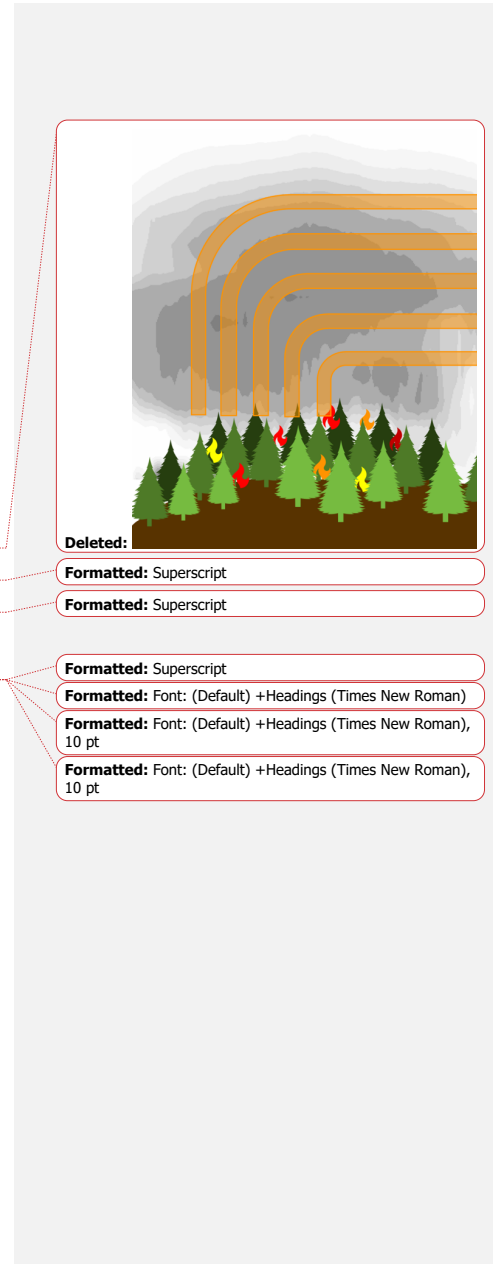 Deleted:
Formatted: Superscript
Formatted: Superscript
Formatted: Superscript
Formatted: Font: (Default) +Headings (Times New Roman)
Formatted: Font: (Default) +Headings (Times New Roman),
10 pt
Formatted: Font: (Default) +Headings (Times New Roman),
10 pt